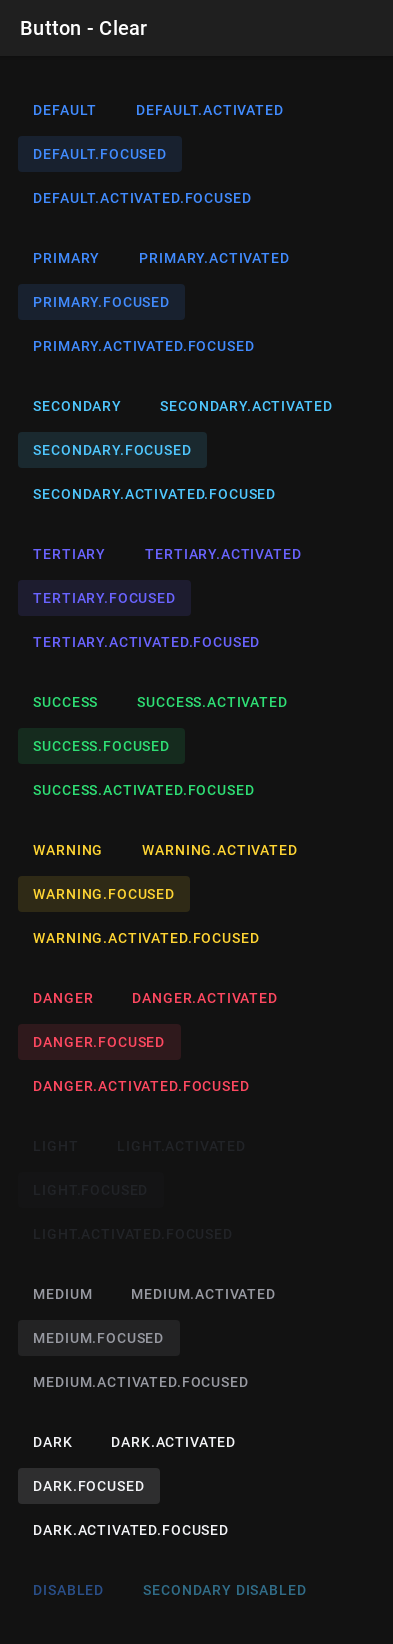 Button - Clear
DEFAULT DEFAULT.ACTIVATED
DEFAULT.FOCUSED
DEFAULT.ACTIVATED.FOCUSED
PRIMARY PRIMARY.ACTIVATED
PRIMARY.FOCUSED
PRIMARY.ACTIVATED.FOCUSED
SECONDARY SECONDARY.ACTIVATED
SECONDARY.FOCUSED
SECONDARY.ACTIVATED.FOCUSED
TERTIARY TERTIARY.ACTIVATED
TERTIARY.FOCUSED
TERTIARY.ACTIVATED.FOCUSED
SUCCESS SUCCESS.ACTIVATED
SUCCESS.FOCUSED
SUCCESS.ACTIVATED.FOCUSED
WARNING WARNING.ACTIVATED
WARNING.FOCUSED
WARNING.ACTIVATED.FOCUSED
DANGER DANGER.ACTIVATED
DANGER.FOCUSED
DANGER.ACTIVATED.FOCUSED
LIGHT LIGHT.ACTIVATED
LIGHT.FOCUSED
LIGHT.ACTIVATED.FOCUSED
MEDIUM MEDIUM.ACTIVATED
MEDIUM.FOCUSED
MEDIUM.ACTIVATED.FOCUSED
DARK DARK.ACTIVATED
DARK.FOCUSED
DARK.ACTIVATED.FOCUSED
DISABLED SECONDARY DISABLED